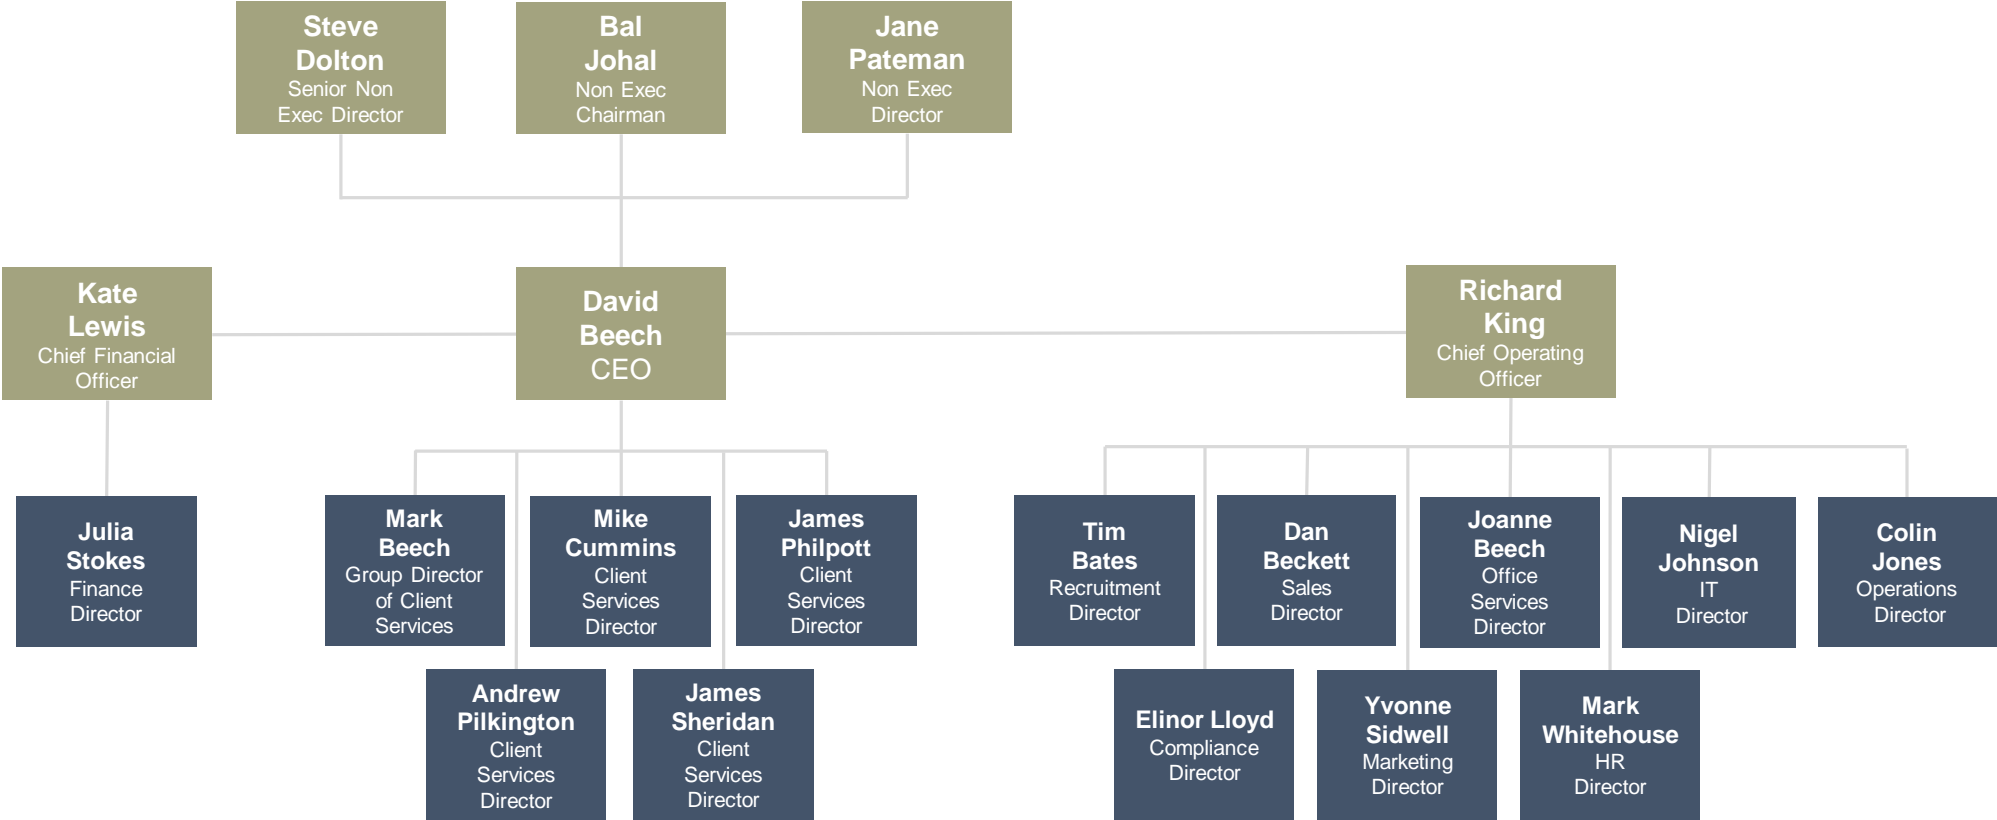 Steve
Dolton
Senior Non
Exec Director
Bal
Johal
Non Exec
Chairman
Jane
Pateman
Non Exec
Director
Kate
Lewis
Chief Financial
Officer
David
Beech
CEO
Richard
King
Chief Operating
Officer
Julia
Stokes
Finance
Director
Mark
Beech
Group Director
of Client
Services
Mike
Cummins
Client
Services
Director
James
Philpott
Client
Services
Director
Tim
Bates
Recruitment
Director
Dan
Beckett
Sales
Director
Joanne
Beech
Office
Services
Director
Nigel
Johnson
IT
Director
Colin
Jones
Operations
Director
Andrew
Pilkington
Client
Services
Director
James
Sheridan
Client
Services
Director
Elinor Lloyd
Compliance
Director
Yvonne
Sidwell
Marketing
Director
Mark
Whitehouse
HR
Director